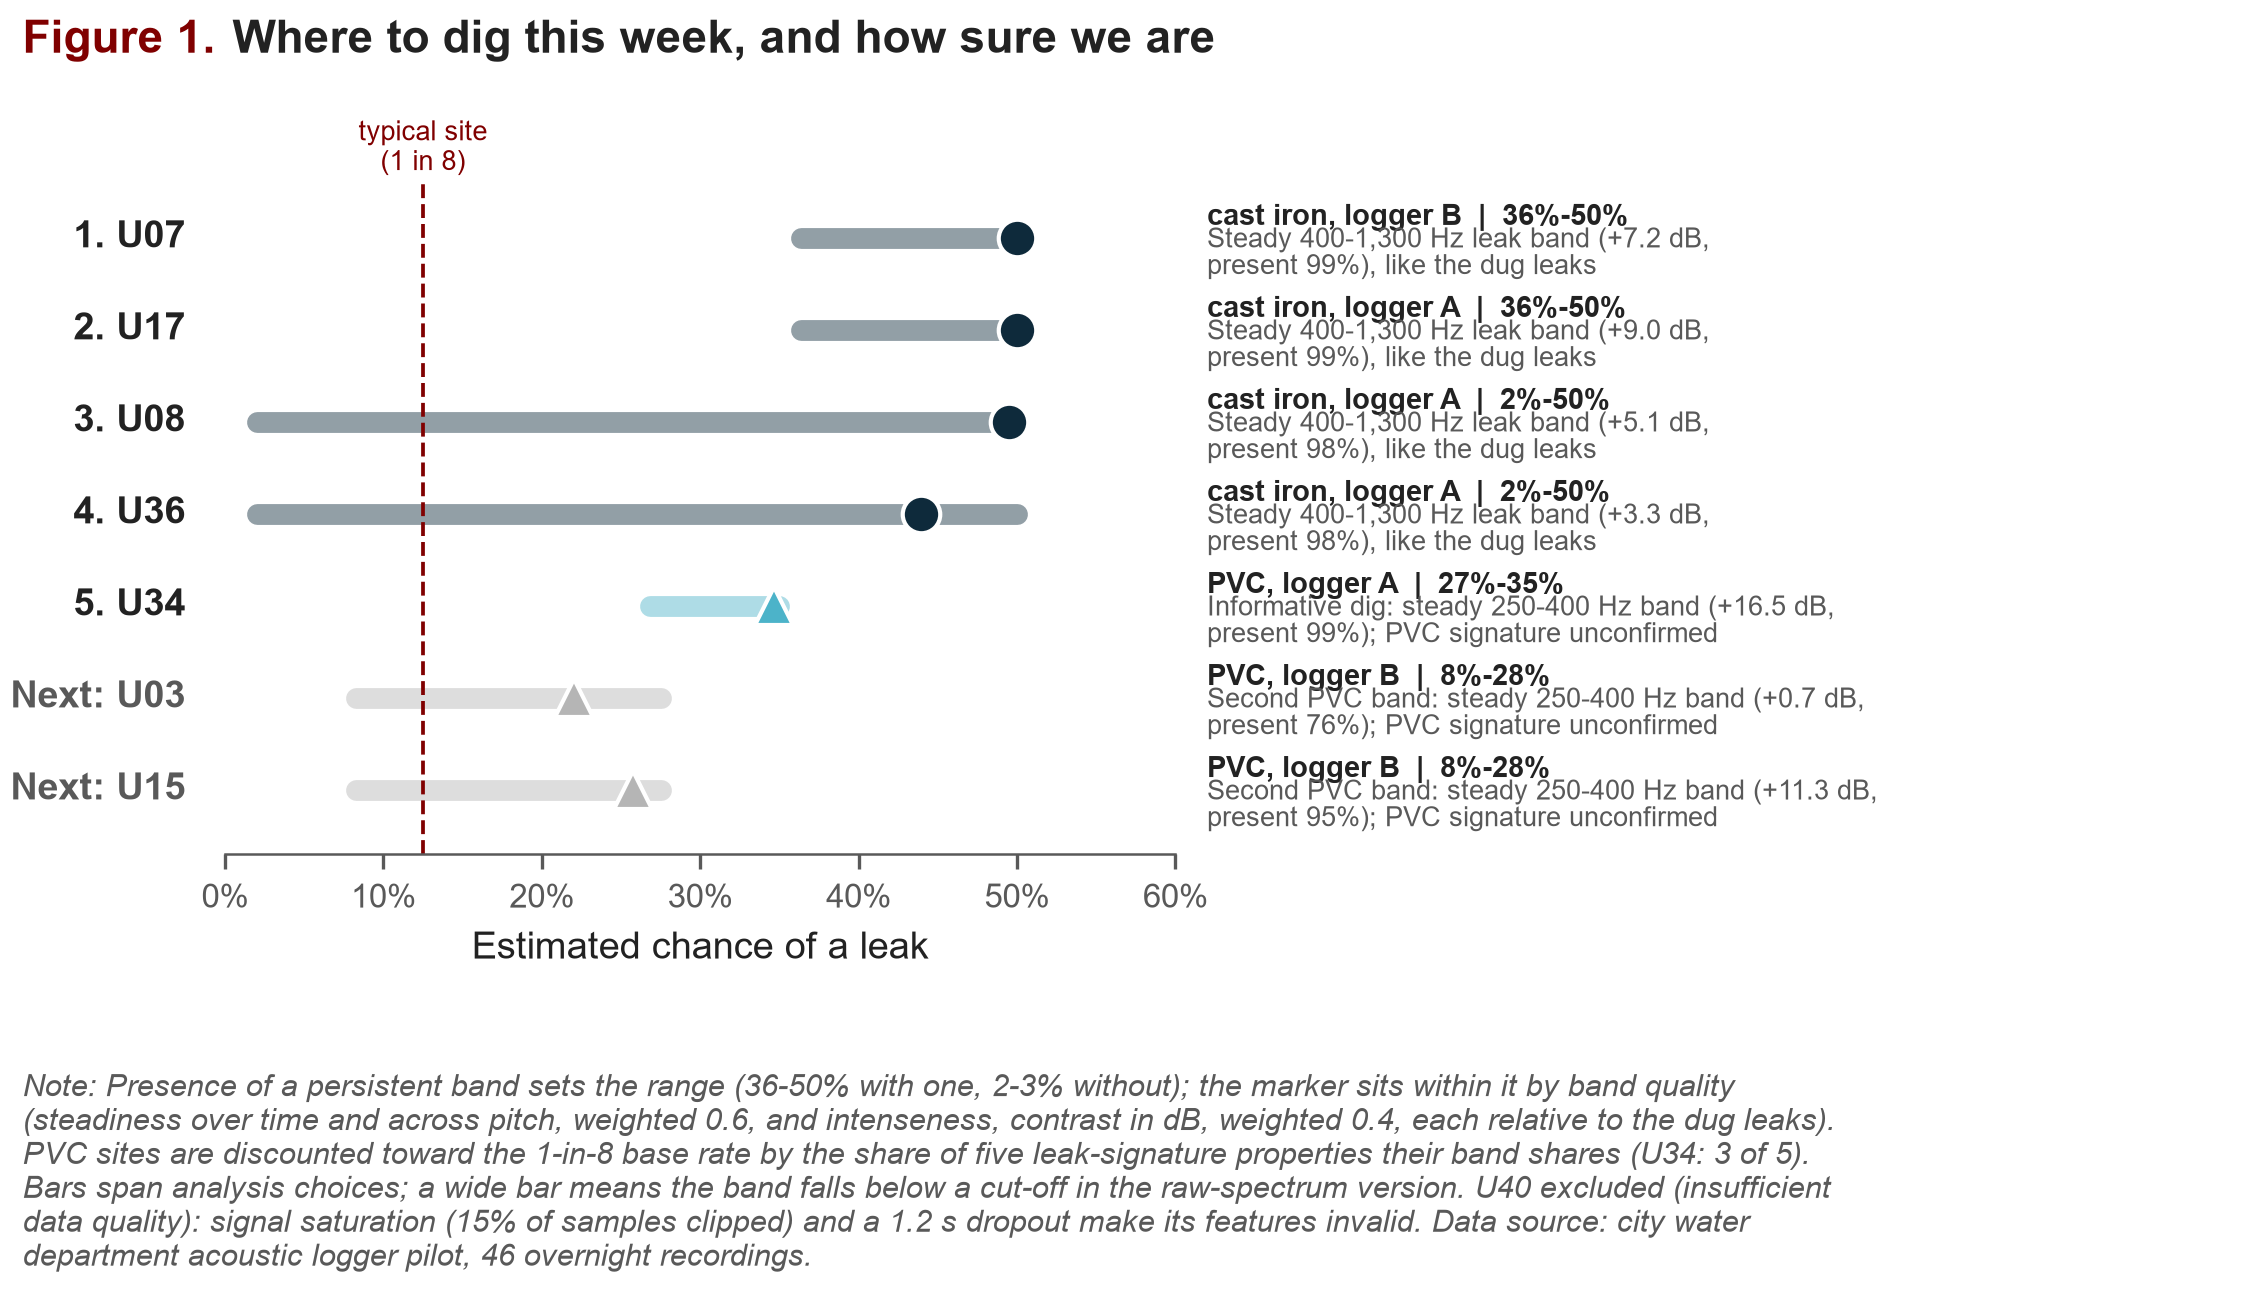 Figure 1. Where to dig this week, and how sure we are
typical site
(1 in 8)
1. U07
cast iron, logger B | 36%-50%
Steady 400-1,300 Hz leak band (+7.2 dB,
present 99%), like the dug leaks
2. U17
cast iron, logger A | 36%-50%
Steady 400-1,300 Hz leak band (+9.0 dB,
present 99%), like the dug leaks
3. U08
cast iron, logger A | 2%-50%
Steady 400-1,300 Hz leak band (+5.1 dB,
present 98%), like the dug leaks
4. U36
cast iron, logger A | 2%-50%
Steady 400-1,300 Hz leak band (+3.3 dB,
present 98%), like the dug leaks
5. U34
PVC, logger A | 27%-35%
Informative dig: steady 250-400 Hz band (+16.5 dB,
present 99%); PVC signature unconfirmed
Next: U03
PVC, logger B | 8%-28%
Second PVC band: steady 250-400 Hz band (+0.7 dB,
present 76%); PVC signature unconfirmed
Next: U15
PVC, logger B | 8%-28%
Second PVC band: steady 250-400 Hz band (+11.3 dB,
present 95%); PVC signature unconfirmed
0% 10% 20% 30% 40% 50% 60%
Estimated chance of a leak
Note: Presence of a persistent band sets the range (36-50% with one, 2-3% without); the marker sits within it by band quality
(steadiness over time and across pitch, weighted 0.6, and intenseness, contrast in dB, weighted 0.4, each relative to the dug leaks).
PVC sites are discounted toward the 1-in-8 base rate by the share of five leak-signature properties their band shares (U34: 3 of 5).
Bars span analysis choices; a wide bar means the band falls below a cut-off in the raw-spectrum version. U40 excluded (insufficient
data quality): signal saturation (15% of samples clipped) and a 1.2 s dropout make its features invalid. Data source: city water
department acoustic logger pilot, 46 overnight recordings.